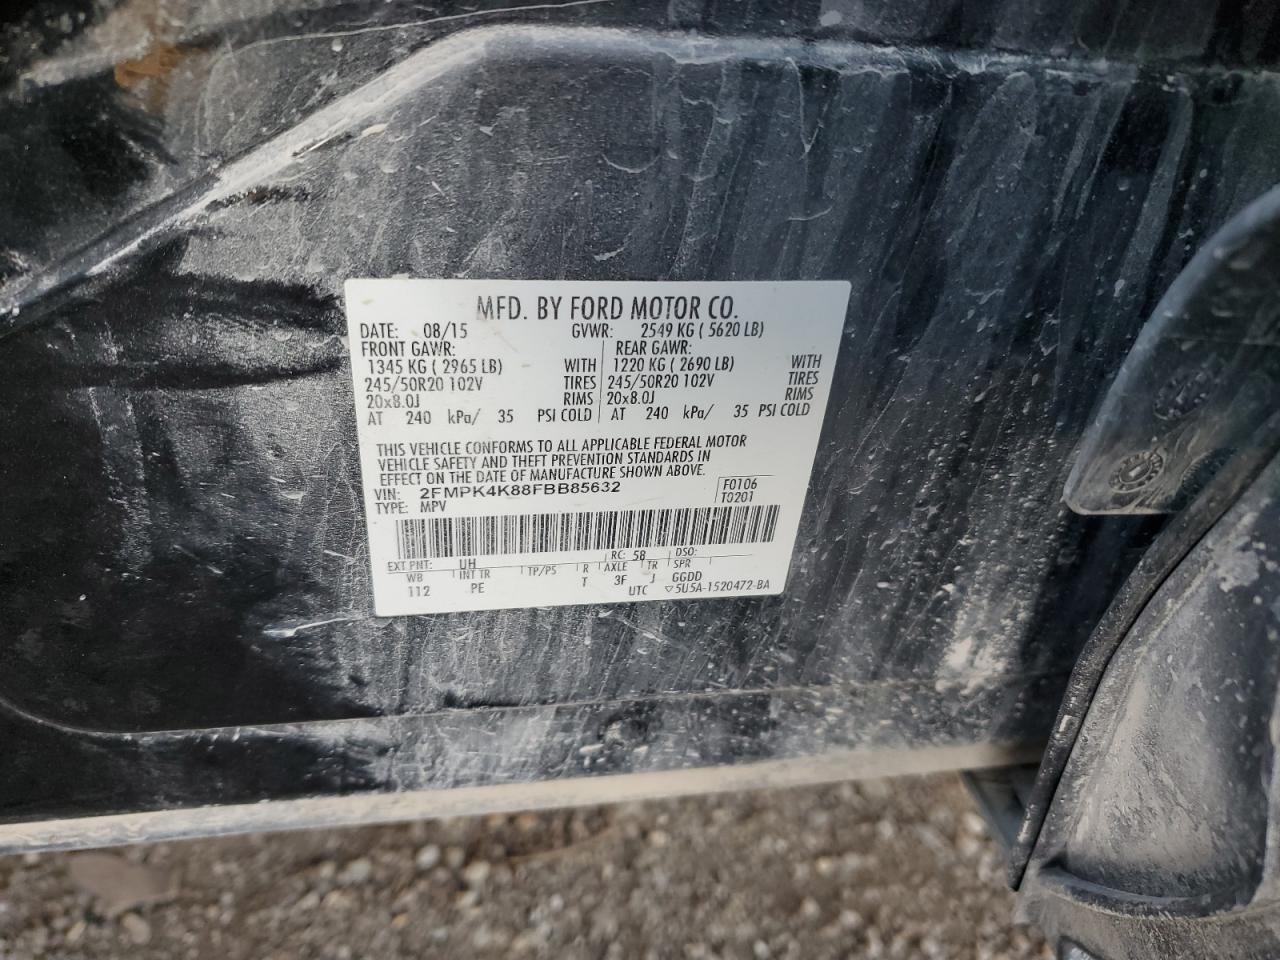 MFD. BY FORD MOTOR CO.
DATE: 08/15 GVWR: 2549 KG ( 5620 LB)
FRONT GAWR: REAR GAWR:
1345 KG ( 2965 LB) WITH 1220 KG ( 2690 LB) WITH
245/50R20 102V TIRES 245/50R20 102V TIRES
20x8.0J RIMS 20x8.0J RIMS
AT 240 kPa/ 35 PSI COLD AT 240 kPa/ 35 PSI COLD
THIS VEHICLE CONFORMS TO ALL APPLICABLE FEDERAL MOTOR
VEHICLE SAFETY AND THEFT PREVENTION STANDARDS IN
EFFECT ON THE DATE OF MANUFACTURE SHOWN ABOVE.
VIN: 2FMPK4K88FBB85632 F0106
TYPE: MPV T0201
EXT PNT: UH RC: 58 DSO:
WB INT TR TP/PS R AXLE TR SPR
112 PE T 3F J GGDD
UTC ▽5U5A-1520472-BA